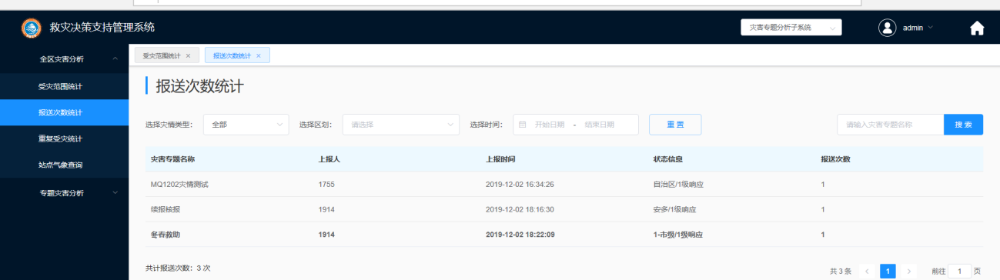 救灾决策支持管理系统
灾害专题分析子系统
admin
全区灾害分析
受灾范围统计
报送次数统计
重复受灾统计
站点气象查询
专题灾害分析
受灾范围统计 × 报送次数统计 ×
报送次数统计
选择灾情类型: 全部 选择区划: 请选择 选择时间: 开始日期 - 结束日期 重置 请输入灾害专题名称 搜索
灾害专题名称 上报人 上报时间 状态信息 报送次数
MQ1202灾情测试 1755 2019-12-02 16:34:26 自治区/1级响应 1
续报核报 1914 2019-12-02 18:16:30 安多/1级响应 1
冬春救助 1914 2019-12-02 18:22:09 1-市级/1级响应 1
共计报送次数: 3 次
共 3 条 < 1 > 前往 1 页